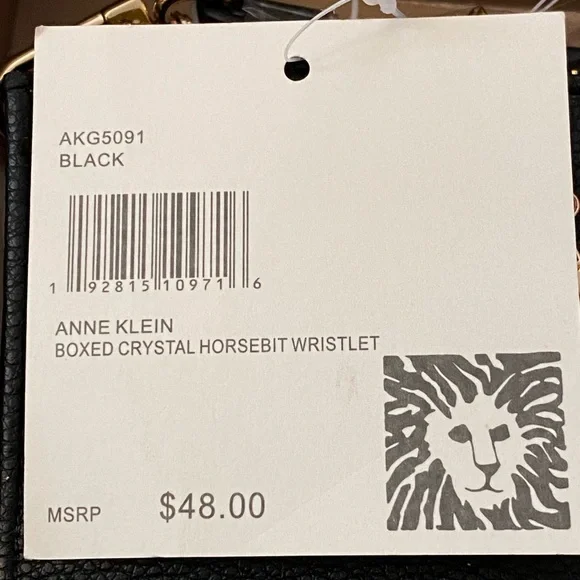 AKG5091
BLACK
1 92815 10971 6
ANNE KLEIN
BOXED CRYSTAL HORSEBIT WRISTLET
MSRP $48.00